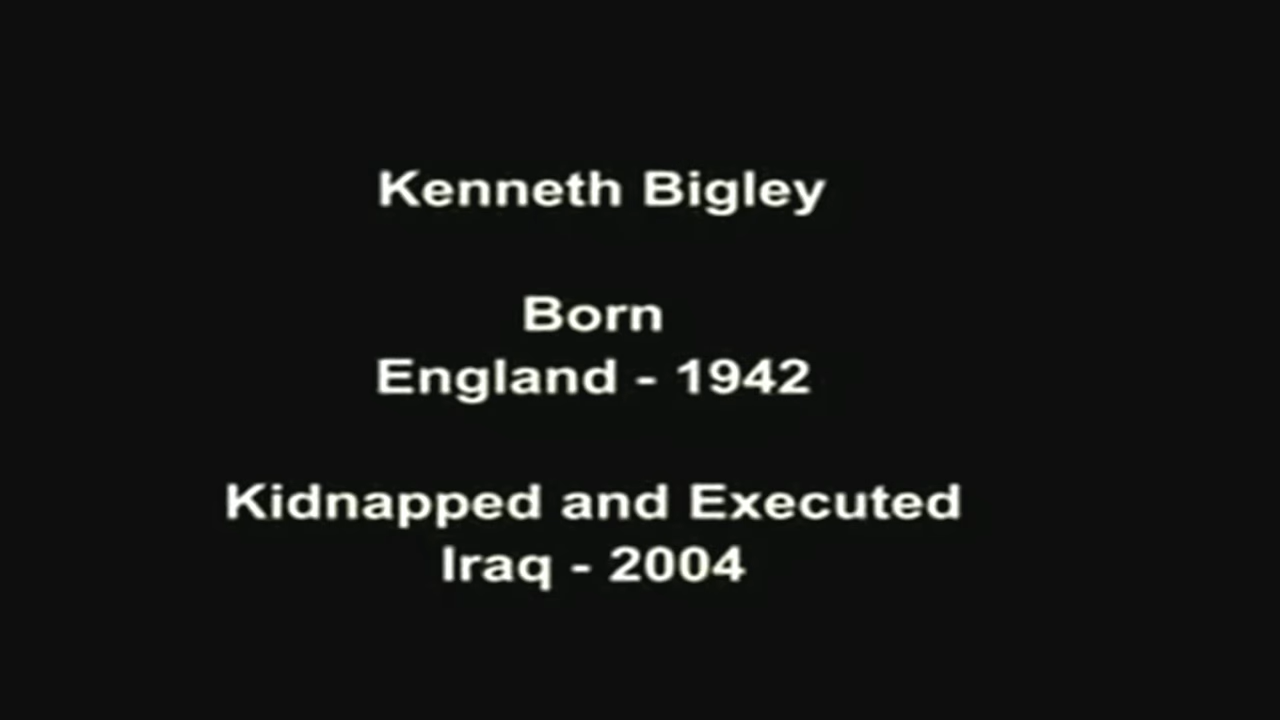 Kenneth Bigley
Born
England - 1942
Kidnapped and Executed
Iraq - 2004